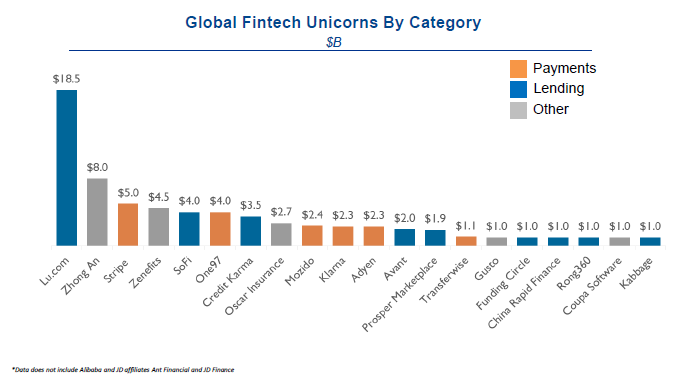 Global Fintech Unicorns By Category
$B
Payments
Lending
Other
$18.5
$8.0
$5.0
$4.5
$4.0
$4.0
$3.5
$2.7
$2.4
$2.3
$2.3
$2.0
$1.9
$1.1
$1.0
$1.0
$1.0
$1.0
$1.0
$1.0
Lu.com
Zhong An
Stripe
Zenefits
SoFi
One97
Credit Karma
Oscar Insurance
Mozido
Klarna
Adyen
Avant
Prosper Marketplace
Transferwise
Gusto
Funding Circle
China Rapid Finance
Rong360
Coupa Software
Kabbage
*Data does not include Alibaba and JD affiliates Ant Financial and JD Finance